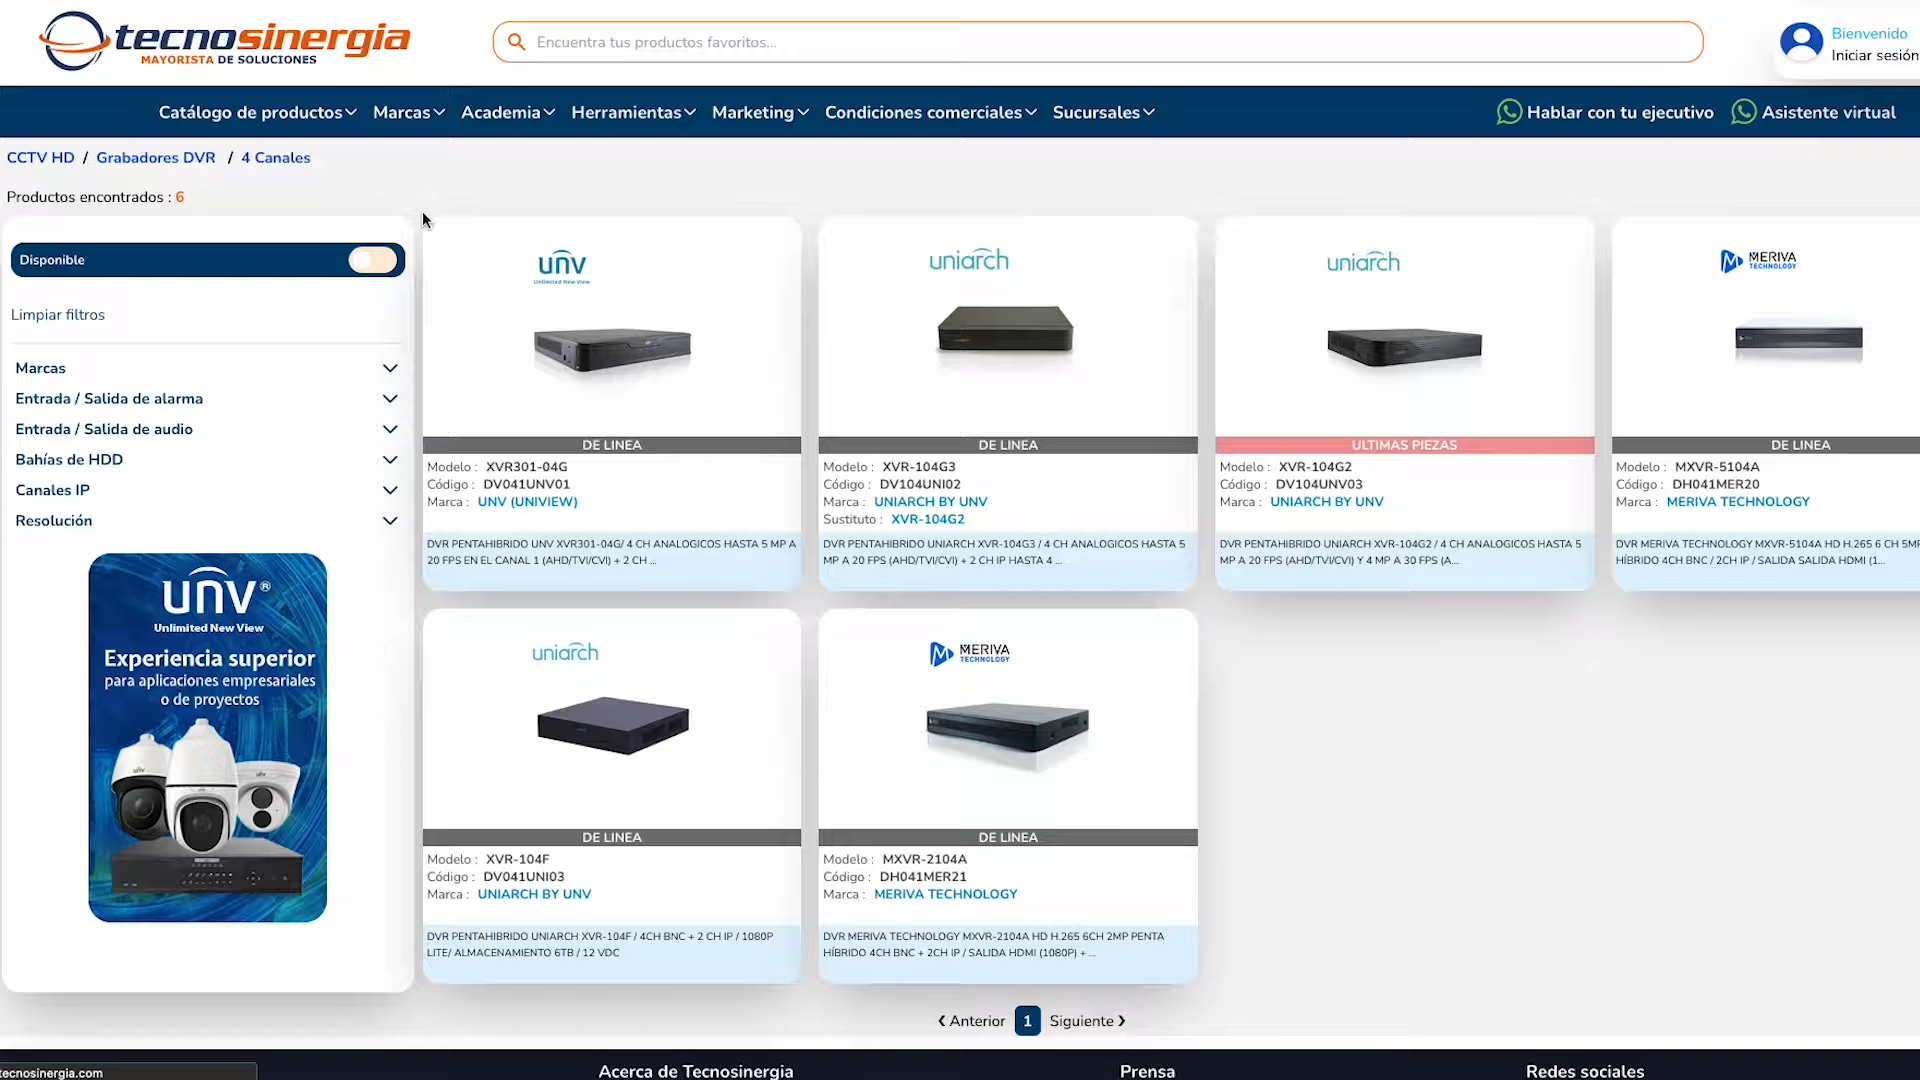 tecnosinergia
MAYORISTA DE SOLUCIONES
Encuentra tus productos favoritos...
Bienvenido
Iniciar sesión
Catálogo de productos
Marcas
Academia
Herramientas
Marketing
Condiciones comerciales
Sucursales
Hablar con tu ejecutivo
Asistente virtual
CCTV HD / Grabadores DVR / 4 Canales
Productos encontrados : 6
Disponible
Limpiar filtros
Marcas
Entrada / Salida de alarma
Entrada / Salida de audio
Bahías de HDD
Canales IP
Resolución
unv®
Unlimited New View
Experiencia superior
para aplicaciones empresariales
o de proyectos
unv
Unlimited New View
DE LINEA
Modelo : XVR301-04G
Código : DV041UNV01
Marca : UNV (UNIVIEW)
DVR PENTAHIBRIDO UNV XVR301-04G/ 4 CH ANALOGICOS HASTA 5 MP A
20 FPS EN EL CANAL 1 (AHD/TVI/CVI) + 2 CH ...
uniarch
DE LINEA
Modelo : XVR-104G3
Código : DV104UNI02
Marca : UNIARCH BY UNV
Sustituto : XVR-104G2
DVR PENTAHIBRIDO UNIARCH XVR-104G3 / 4 CH ANALOGICOS HASTA 5
MP A 20 FPS (AHD/TVI/CVI) + 2 CH IP HASTA 4 ...
uniarch
ULTIMAS PIEZAS
Modelo : XVR-104G2
Código : DV104UNV03
Marca : UNIARCH BY UNV
DVR PENTAHIBRIDO UNIARCH XVR-104G2 / 4 CH ANALOGICOS HASTA 5
MP A 20 FPS (AHD/TVI/CVI) Y 4 MP A 30 FPS (A...
MERIVA
TECHNOLOGY
DE LINEA
Modelo : MXVR-5104A
Código : DH041MER20
Marca : MERIVA TECHNOLOGY
DVR MERIVA TECHNOLOGY MXVR-5104A HD H.265 6 CH 5MP
HÍBRIDO 4CH BNC / 2CH IP / SALIDA SALIDA HDMI (1...
uniarch
DE LINEA
Modelo : XVR-104F
Código : DV041UNI03
Marca : UNIARCH BY UNV
DVR PENTAHIBRIDO UNIARCH XVR-104F / 4CH BNC + 2 CH IP / 1080P
LITE/ ALMACENAMIENTO 6TB / 12 VDC
MERIVA
TECHNOLOGY
DE LINEA
Modelo : MXVR-2104A
Código : DH041MER21
Marca : MERIVA TECHNOLOGY
DVR MERIVA TECHNOLOGY MXVR-2104A HD H.265 6CH 2MP PENTA
HÍBRIDO 4CH BNC + 2CH IP / SALIDA HDMI (1080P) + ...
❮ Anterior 1 Siguiente ❯
tecnosinergia.com
Acerca de Tecnosinergia
Prensa
Redes sociales